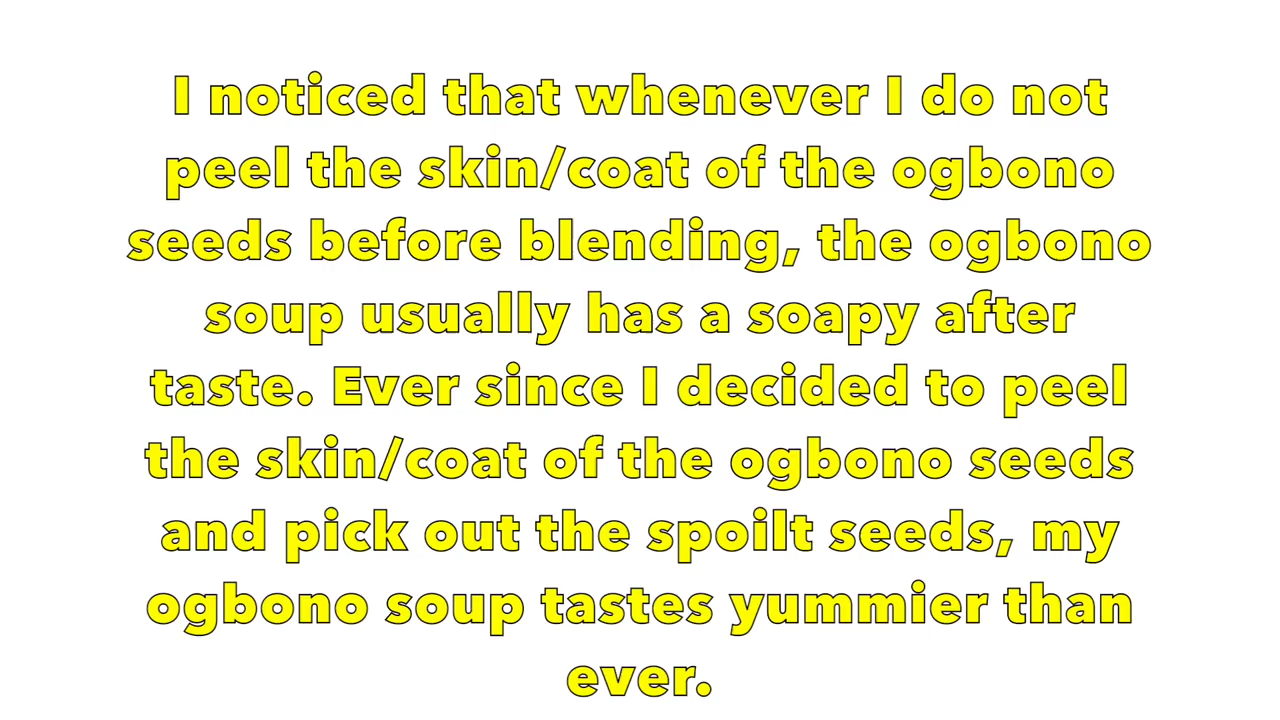 I noticed that whenever I do not
peel the skin/coat of the ogbono
seeds before blending, the ogbono
soup usually has a soapy after
taste. Ever since I decided to peel
the skin/coat of the ogbono seeds
and pick out the spoilt seeds, my
ogbono soup tastes yummier than
ever.